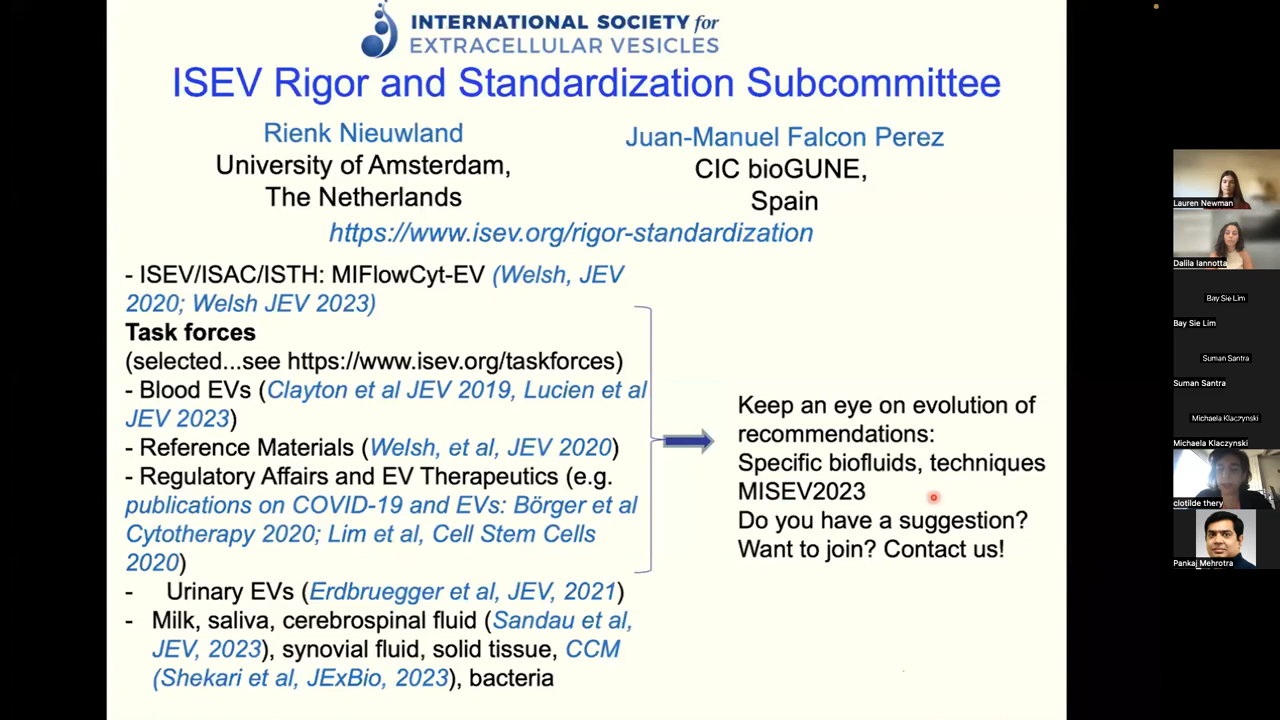 INTERNATIONAL SOCIETY for
EXTRACELLULAR VESICLES
ISEV Rigor and Standardization Subcommittee
Rienk Nieuwland
University of Amsterdam,
The Netherlands
Juan-Manuel Falcon Perez
CIC bioGUNE,
Spain
https://www.isev.org/rigor-standardization
- ISEV/ISAC/ISTH: MIFlowCyt-EV (Welsh, JEV
2020; Welsh JEV 2023)
Task forces
(selected...see https://www.isev.org/taskforces)
- Blood EVs (Clayton et al JEV 2019, Lucien et al
JEV 2023)
- Reference Materials (Welsh, et al, JEV 2020)
- Regulatory Affairs and EV Therapeutics (e.g.
publications on COVID-19 and EVs: Börger et al
Cytotherapy 2020; Lim et al, Cell Stem Cells
2020)
- Urinary EVs (Erdbruegger et al, JEV, 2021)
- Milk, saliva, cerebrospinal fluid (Sandau et al,
JEV, 2023), synovial fluid, solid tissue, CCM
(Shekari et al, JExBio, 2023), bacteria
Keep an eye on evolution of
recommendations:
Specific biofluids, techniques
MISEV2023
Do you have a suggestion?
Want to join? Contact us!
Lauren Newman
Dalila Iannotta
Bay Sie Lim
Bay Sie Lim
Suman Santra
Suman Santra
Michaela Klaczynski
Michaela Klaczynski
clotilde thery
Pankaj Mehrotra